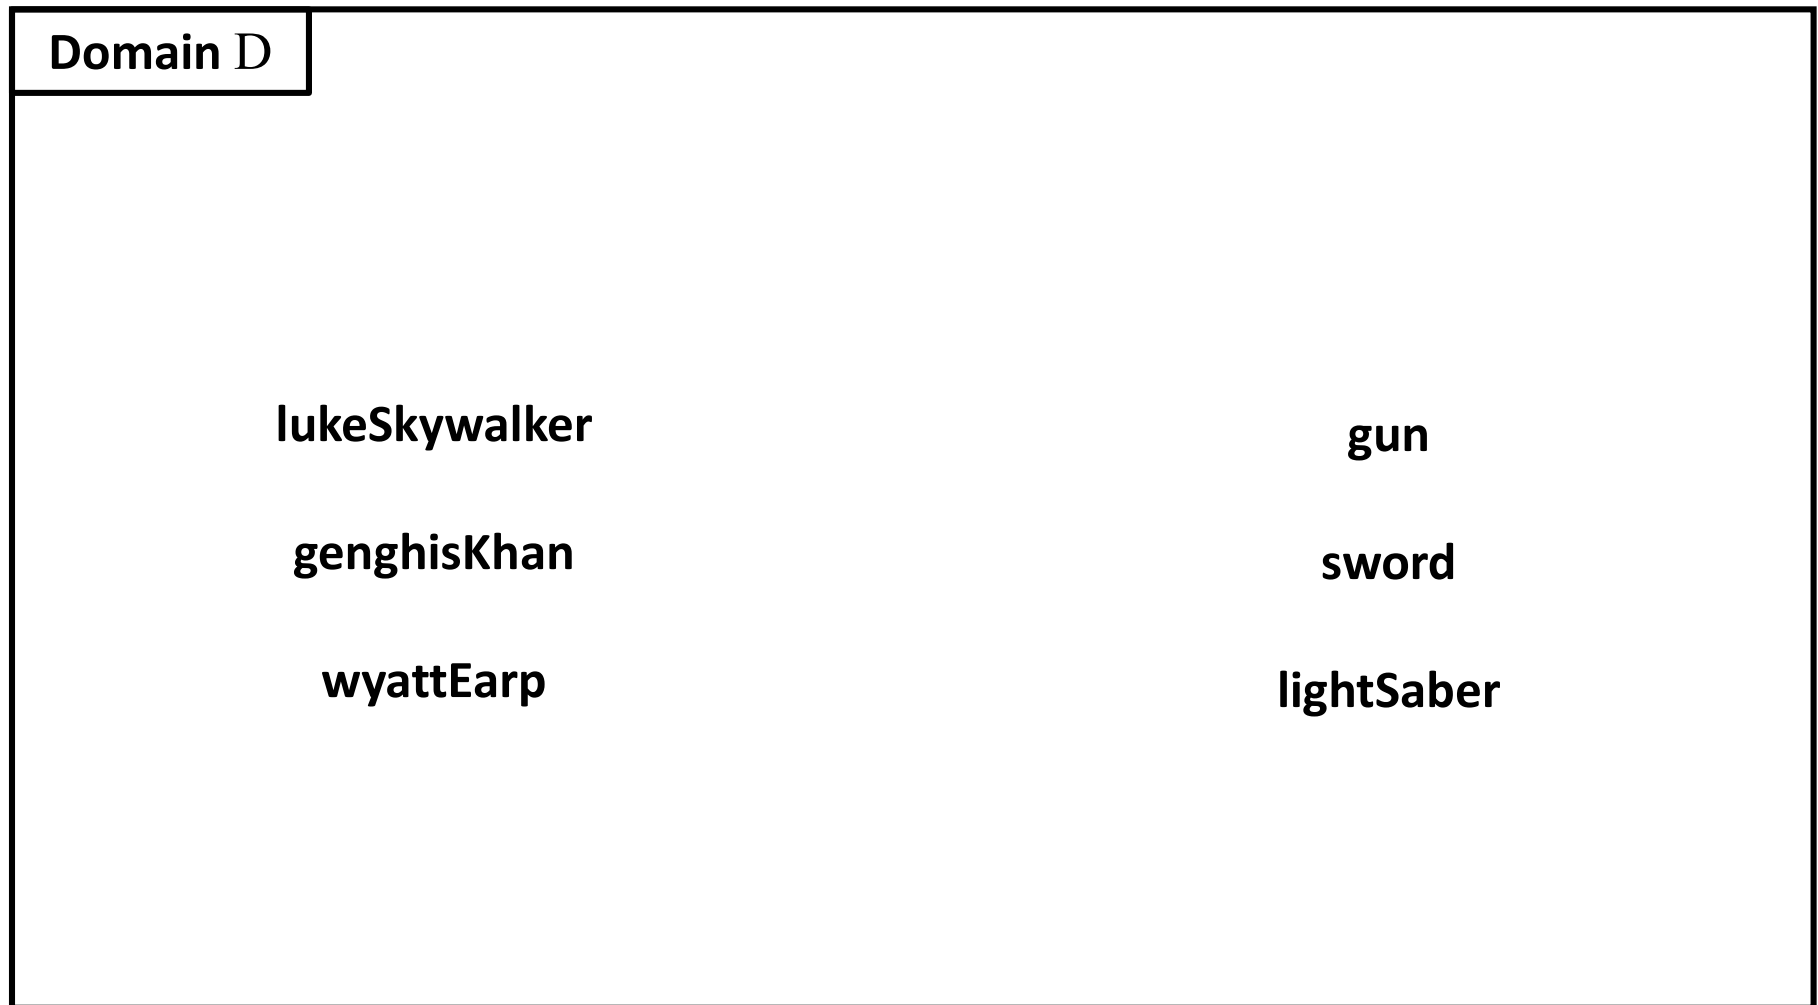 Domain D
lukeSkywalker
genghisKhan
wyattEarp
gun
sword
lightSaber